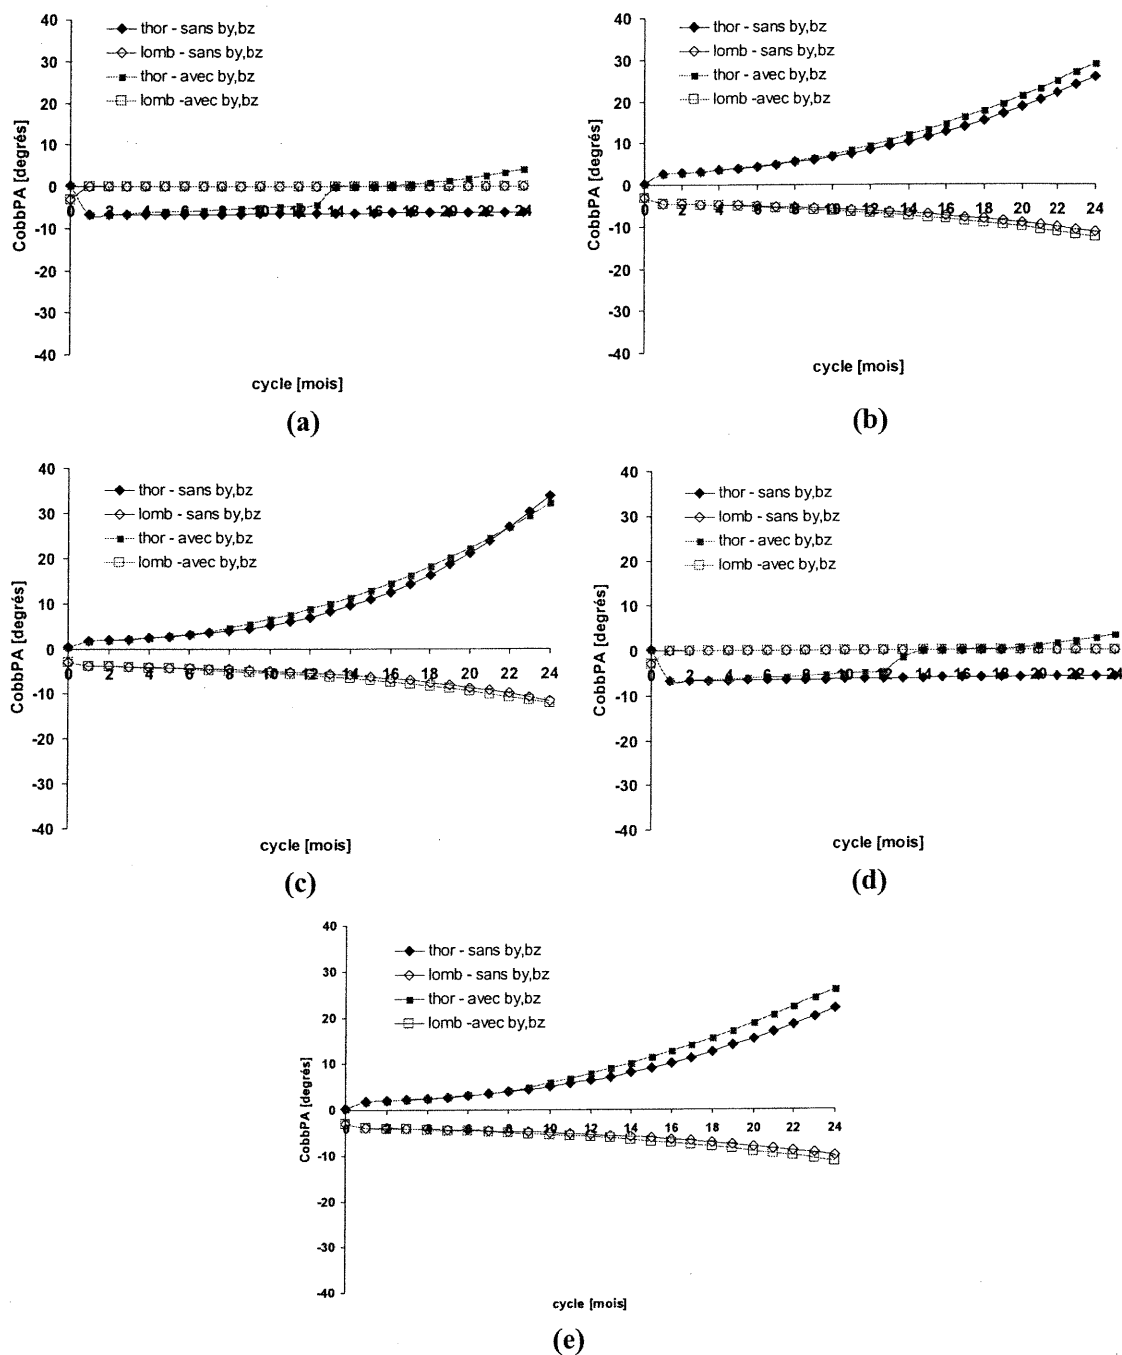 40
30
20
10
0
-10
-20
-30
-40
CobbPA [degrés]
thor - sans by,bz
lomb - sans by,bz
thor - avec by,bz
lomb -avec by,bz
0 2 4 6 8 10 12 14 16 18 20 22 24
cycle [mois]
(a)
40
30
20
10
0
-10
-20
-30
-40
CobbPA [degrés]
thor - sans by,bz
lomb - sans by,bz
thor - avec by,bz
lomb -avec by,bz
0 2 4 6 8 10 12 14 16 18 20 22 24
cycle [mois]
(b)
40
30
20
10
0
-10
-20
-30
-40
CobbPA [degrés]
thor - sans by,bz
lomb - sans by,bz
thor - avec by,bz
lomb -avec by,bz
0 2 4 6 8 10 12 14 16 18 20 22 24
cycle [mois]
(c)
40
30
20
10
0
-10
-20
-30
-40
CobbPA [degrés]
thor - sans by,bz
lomb - sans by,bz
thor - avec by,bz
lomb -avec by,bz
0 2 4 6 8 10 12 14 16 18 20 22 24
cycle [mois]
(d)
40
30
20
10
0
-10
-20
-30
-40
CobbPA [degrés]
thor - sans by,bz
lomb - sans by,bz
thor - avec by,bz
lomb -avec by,bz
8 10 12 14 16 18 20 22 24
cycle [mois]
(e)